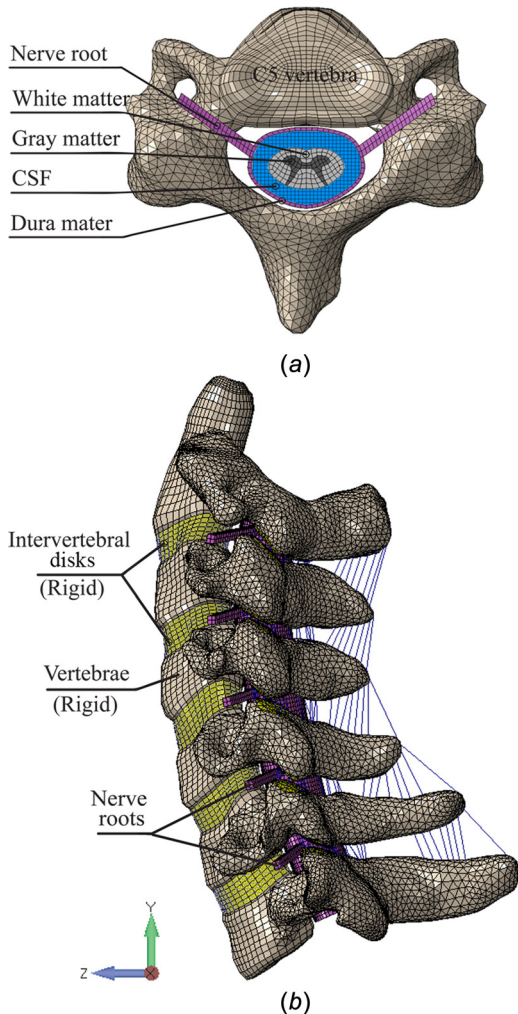 C5 vertebra
Nerve root
White matter
Gray matter
CSF
Dura mater
(a)
Intervertebral
disks
(Rigid)
Vertebrae
(Rigid)
Nerve
roots
Y
Z
X
(b)